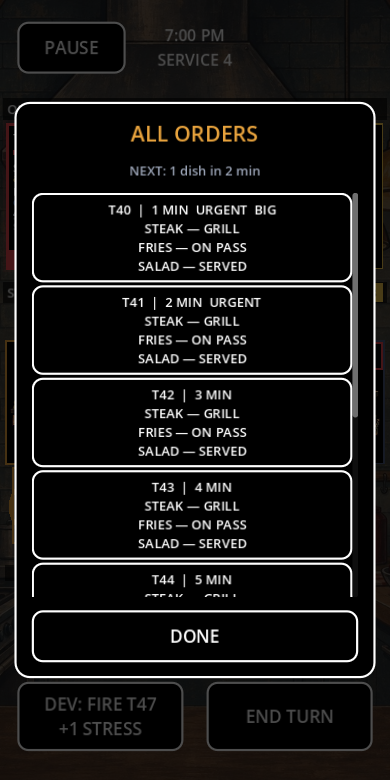 PAUSE
7:00 PM
SERVICE 4
ALL ORDERS
NEXT: 1 dish in 2 min
T40 | 1 MIN URGENT BIG
STEAK — GRILL
FRIES — ON PASS
SALAD — SERVED
T41 | 2 MIN URGENT
STEAK — GRILL
FRIES — ON PASS
SALAD — SERVED
T42 | 3 MIN
STEAK — GRILL
FRIES — ON PASS
SALAD — SERVED
T43 | 4 MIN
STEAK — GRILL
FRIES — ON PASS
SALAD — SERVED
T44 | 5 MIN
STEAK — GRILL
DONE
DEV: FIRE T47
+1 STRESS
END TURN